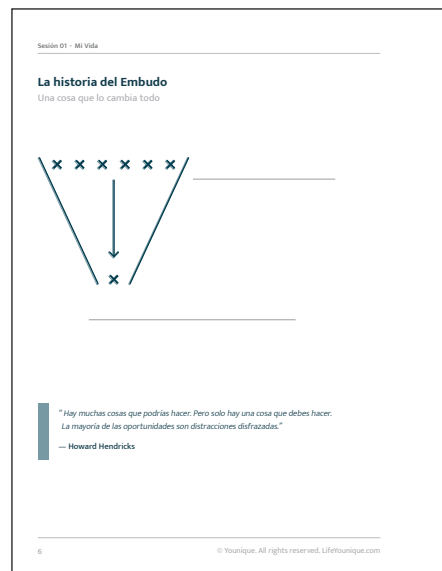 Sesión 01 - Mi Vida
La historia del Embudo
Una cosa que lo cambia todo
“Hay muchas cosas que podrías hacer. Pero solo hay una cosa que debes hacer.
La mayoría de las oportunidades son distracciones disfrazadas.”
— Howard Hendricks
6
© Younique. All rights reserved. LifeYounique.com